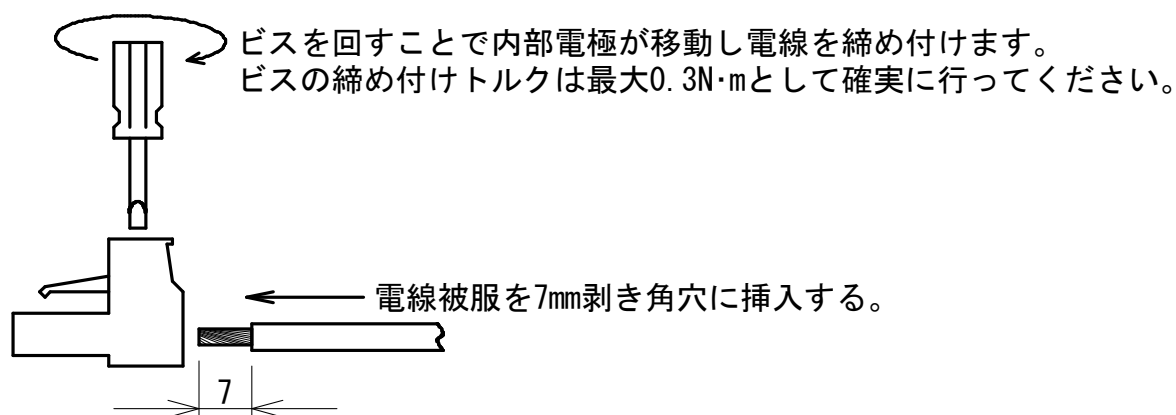 ビスを回すことで内部電極が移動し電線を締め付けます。
ビスの締め付けトルクは最大0.3N·mとして確実に行ってください。
電線被服を7mm剥き角穴に挿入する。
7